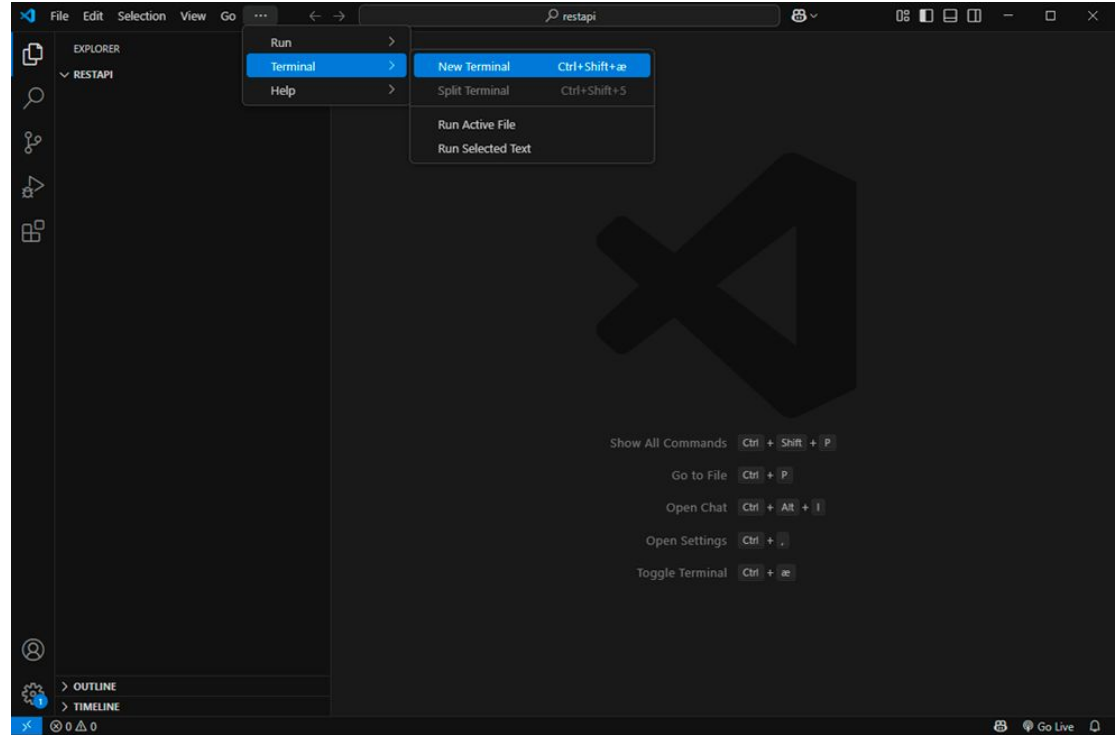 File Edit Selection View Go ... restapi
EXPLORER
RESTAPI
Run
Terminal
Help
New Terminal Ctrl+Shift+æ
Split Terminal Ctrl+Shift+5
Run Active File
Run Selected Text
Show All Commands Ctrl + Shift + P
Go to File Ctrl + P
Open Chat Ctrl + Alt + I
Open Settings Ctrl + ,
Toggle Terminal Ctrl + æ
OUTLINE
1
TIMELINE
0 0 Go Live